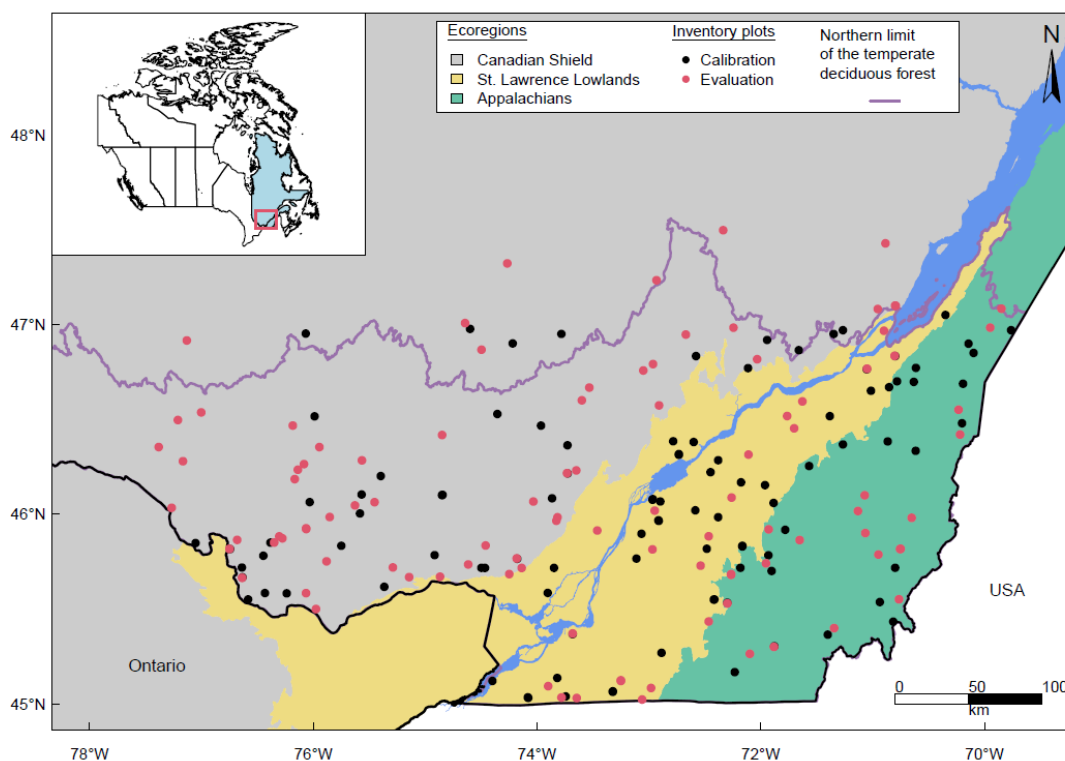 Ecoregions
Canadian Shield
St. Lawrence Lowlands
Appalachians
Inventory plots
Calibration
Evaluation
Northern limit
of the temperate
deciduous forest
N
48°N
47°N
46°N
45°N
USA
Ontario
0 50 100
km
78°W 76°W 74°W 72°W 70°W